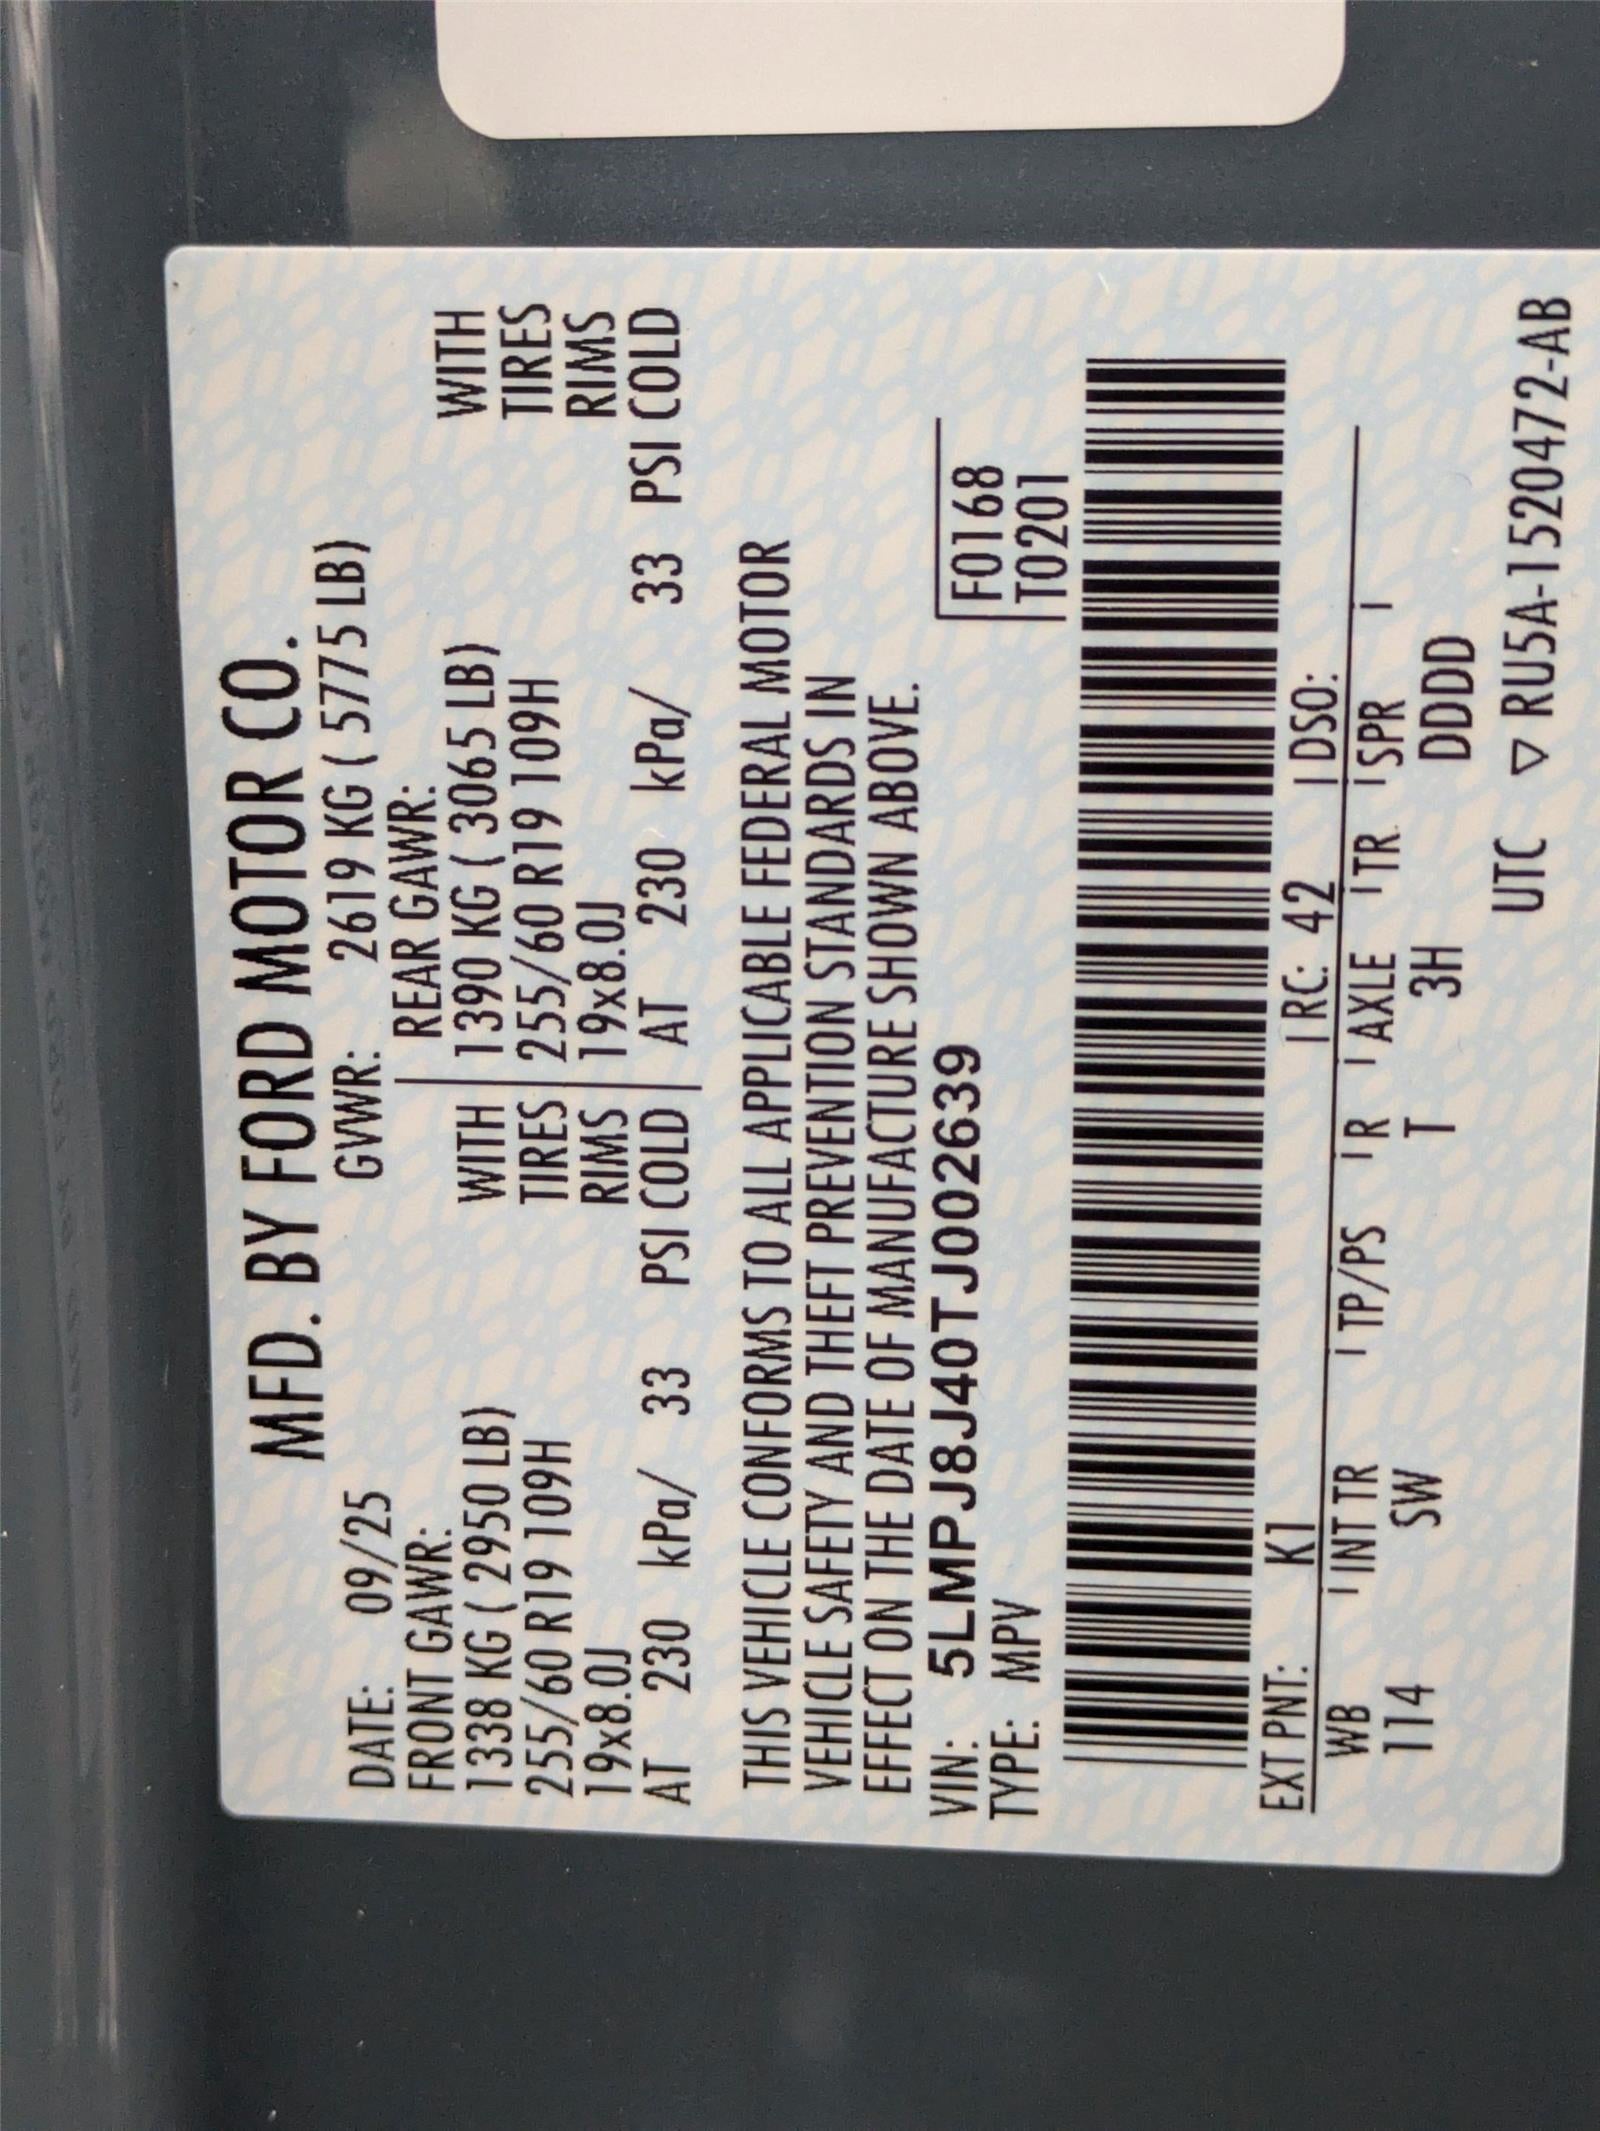 MFD. BY FORD MOTOR CO.
DATE: 09/25 GVWR: 2619 KG ( 5775 LB)
FRONT GAWR: REAR GAWR:
1338 KG ( 2950 LB) WITH 1390 KG ( 3065 LB) WITH
255/60 R19 109H TIRES 255/60 R19 109H TIRES
19x8.0J RIMS 19x8.0J RIMS
AT 230 kPa/ 33 PSI COLD AT 230 kPa/ 33 PSI COLD
THIS VEHICLE CONFORMS TO ALL APPLICABLE FEDERAL MOTOR
VEHICLE SAFETY AND THEFT PREVENTION STANDARDS IN
EFFECT ON THE DATE OF MANUFACTURE SHOWN ABOVE.
VIN: 5LMPJ8J40TJ002639 F0168
TYPE: MPV T0201
EXT PNT: K1 RC: 42 DSO:
WB INT TR TP/PS R AXLE TR SPR
114 SW T 3H DDDD
UTC ▽ RU5A-1520472-AB